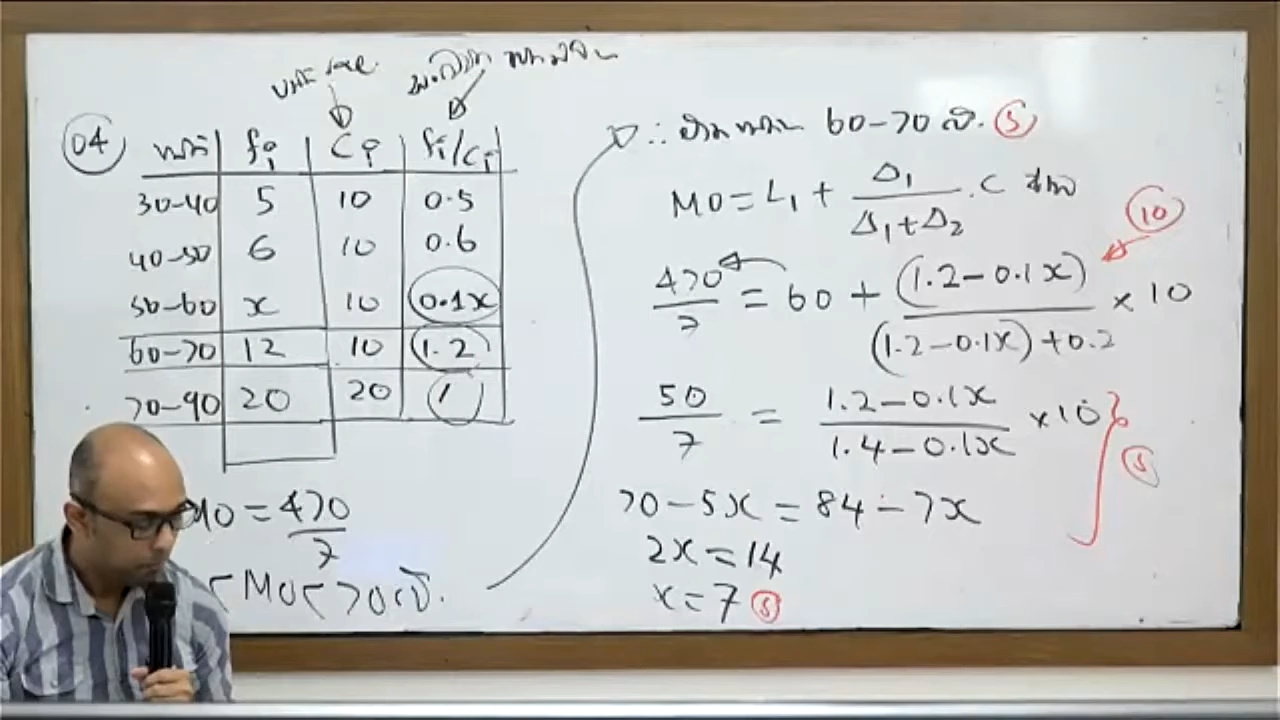 04
fi Ci fi/Ci
30-40 5 10 0.5
40-50 6 10 0.6
50-60 x 10 0.1x
60-70 12 10 1.2
70-90 20 20 1
Mo = 470/7
< Mo < 70
∴ 60-70 5
Mo = L₁ + Δ₁/(Δ₁+Δ₂) . C
10
470/7 = 60 + (1.2-0.1x)/((1.2-0.1x)+0.2) × 10
50/7 = (1.2-0.1x)/(1.4-0.1x) × 10
5
70-5x = 84-7x
2x = 14
x = 7 5